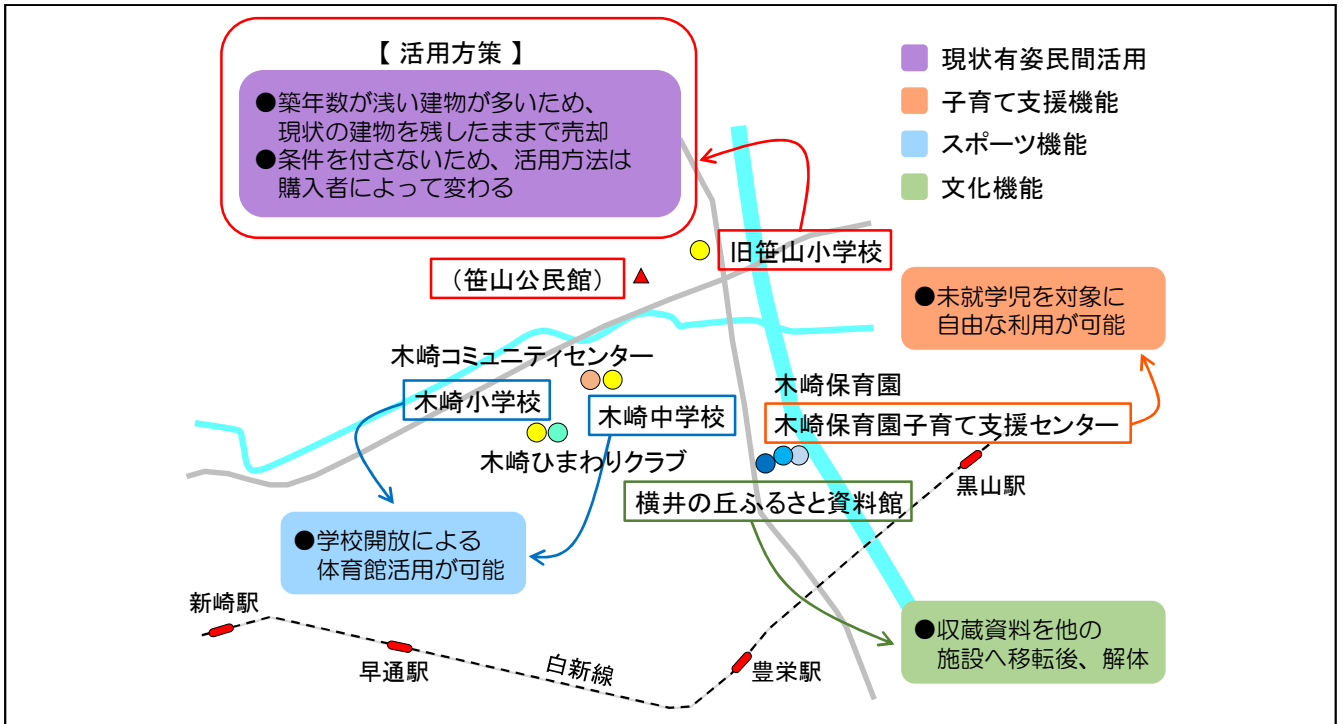 【 活用方策 】
●築年数が浅い建物が多いため、
現状の建物を残したままで売却
●条件を付さないため、活用方法は
購入者によって変わる
現状有姿民間活用
子育て支援機能
スポーツ機能
文化機能
旧笹山小学校
（笹山公民館）
●未就学児を対象に
自由な利用が可能
木崎コミュニティセンター
木崎小学校
木崎中学校
木崎保育園
木崎保育園子育て支援センター
木崎ひまわりクラブ
黒山駅
横井の丘ふるさと資料館
●学校開放による
体育館活用が可能
新崎駅
早通駅
白新線
豊栄駅
●収蔵資料を他の
施設へ移転後、解体